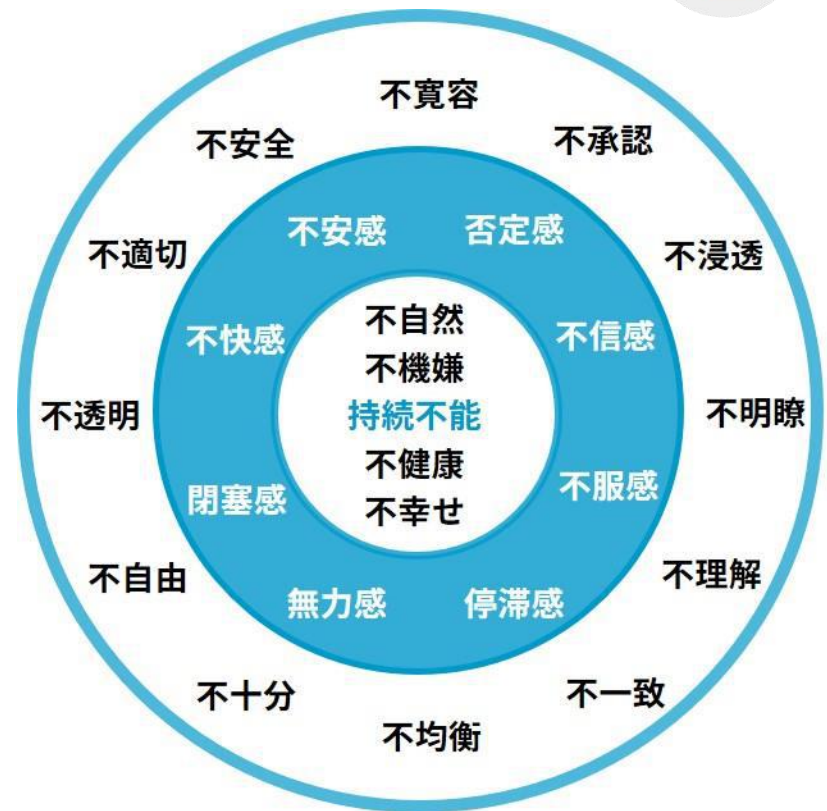 不寛容
不承認
不浸透
不明瞭
不理解
不一致
不均衡
不十分
不自由
不透明
不適切
不安全
不安感
否定感
不信感
不服感
停滞感
無力感
閉塞感
不快感
不自然
不機嫌
持続不能
不健康
不幸せ